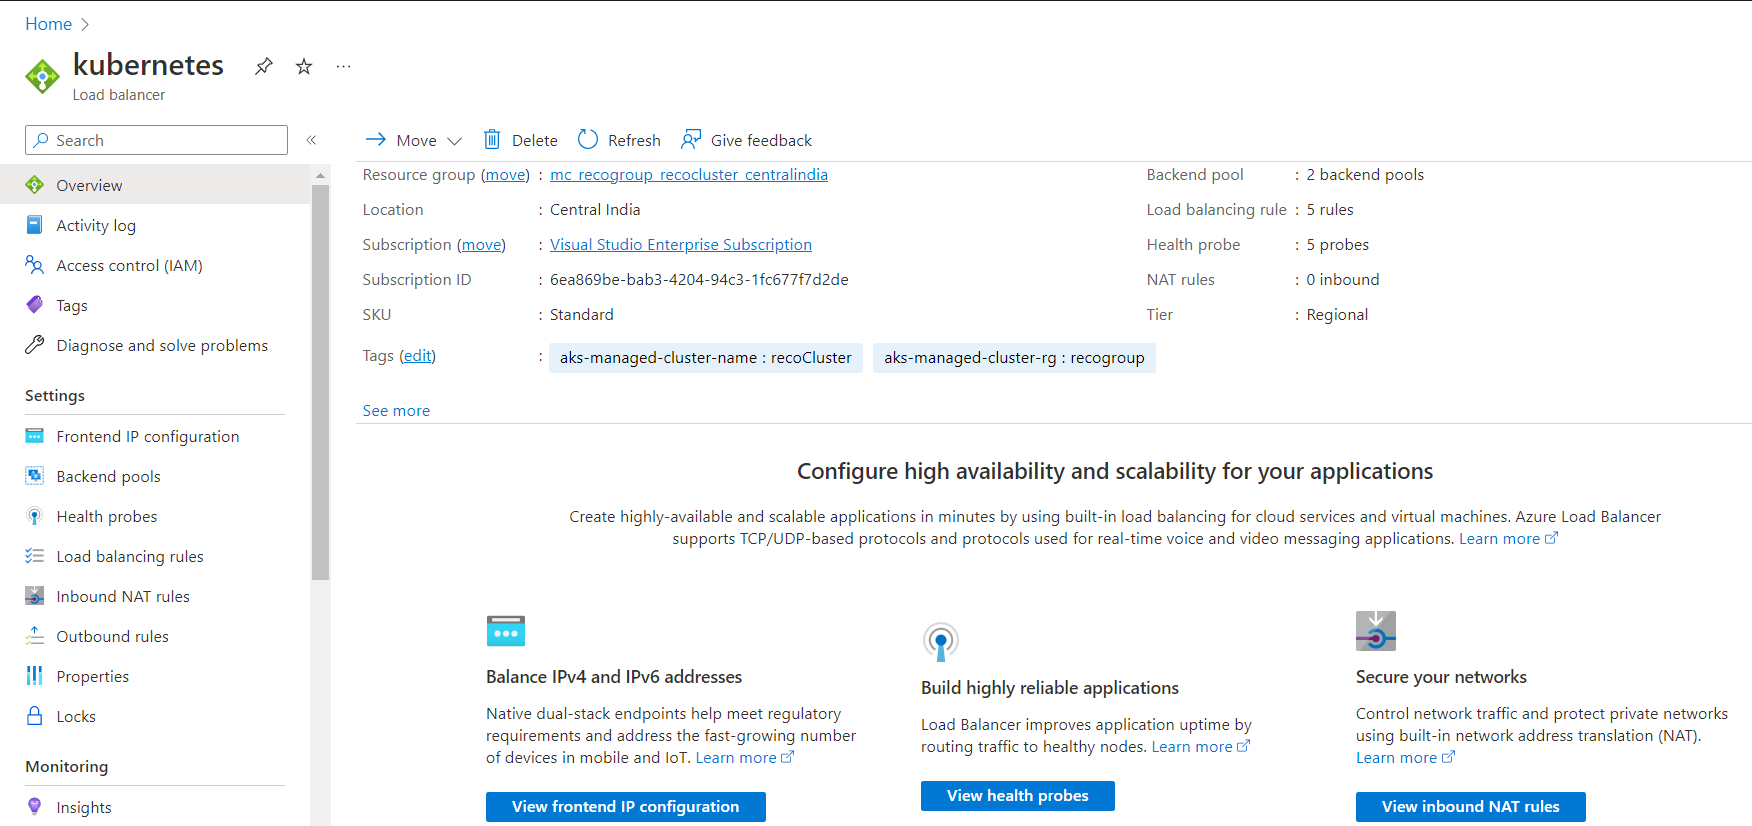 Home
kubernetes
Load balancer
Search
Overview
Activity log
Access control (IAM)
Tags
Diagnose and solve problems
Settings
Frontend IP configuration
Backend pools
Health probes
Load balancing rules
Inbound NAT rules
Outbound rules
Properties
Locks
Monitoring
Insights
Move Delete Refresh Give feedback
Resource group (move) : mc_recogroup_recocluster_centralindia
Location : Central India
Subscription (move) : Visual Studio Enterprise Subscription
Subscription ID : 6ea869be-bab3-4204-94c3-1fc677f7d2de
SKU : Standard
Backend pool : 2 backend pools
Load balancing rule : 5 rules
Health probe : 5 probes
NAT rules : 0 inbound
Tier : Regional
Tags (edit) : aks-managed-cluster-name : recoCluster aks-managed-cluster-rg : recogroup
See more
Configure high availability and scalability for your applications
Create highly-available and scalable applications in minutes by using built-in load balancing for cloud services and virtual machines. Azure Load Balancer
supports TCP/UDP-based protocols and protocols used for real-time voice and video messaging applications. Learn more
Balance IPv4 and IPv6 addresses
Native dual-stack endpoints help meet regulatory
requirements and address the fast-growing number
of devices in mobile and IoT. Learn more
View frontend IP configuration
Build highly reliable applications
Load Balancer improves application uptime by
routing traffic to healthy nodes. Learn more
View health probes
Secure your networks
Control network traffic and protect private networks
using built-in network address translation (NAT).
Learn more
View inbound NAT rules